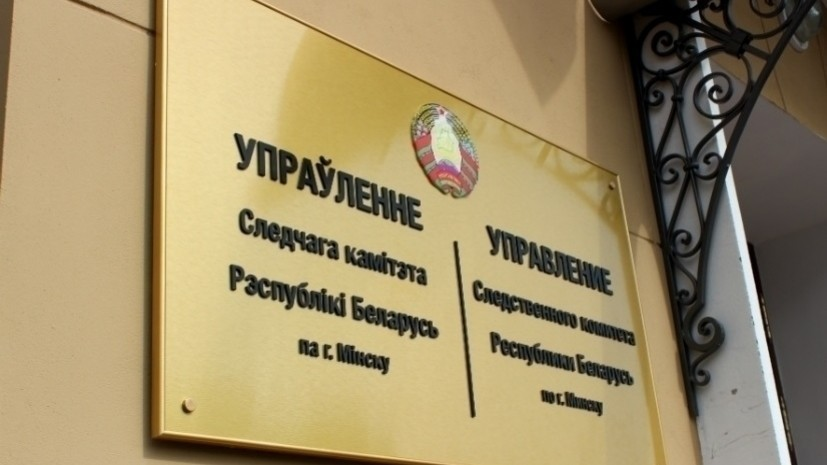 УПРАЎЛЕННЕ
Следчага камітэта
Рэспублікі Беларусь
па г. Мінску
УПРАВЛЕНИЕ
Следственного комитета
Республики Беларусь
по г. Минску